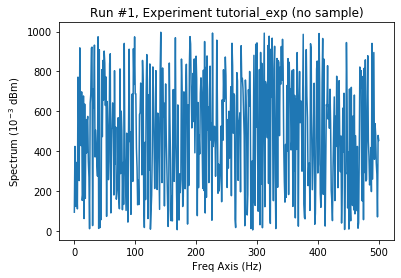 Run #1, Experiment tutorial_exp (no sample)
1000
800
600
400
200
0
Spectrum (10⁻³ dBm)
0 100 200 300 400 500
Freq Axis (Hz)